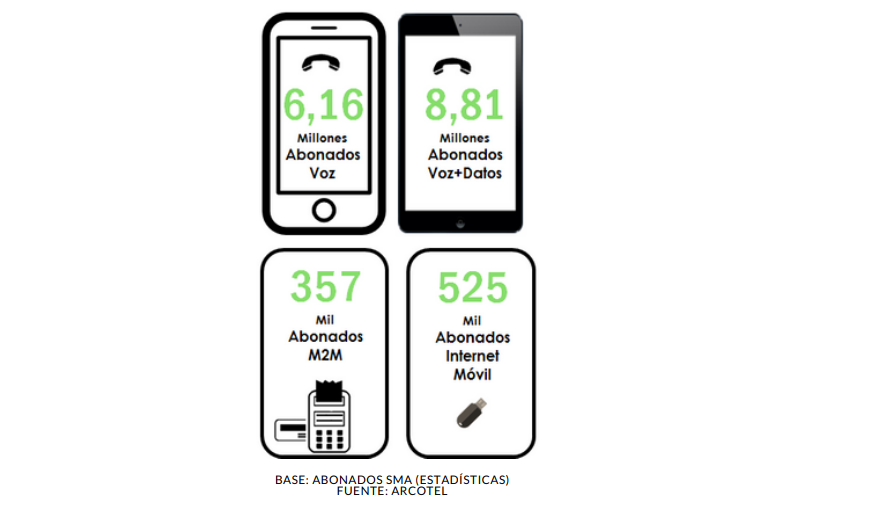 6,16
Millones
Abonados
Voz
8,81
Millones
Abonados
Voz+Datos
357
Mil
Abonados
M2M
525
Mil
Abonados
Internet
Móvil
BASE: ABONADOS SMA (ESTADÍSTICAS)
FUENTE: ARCOTEL